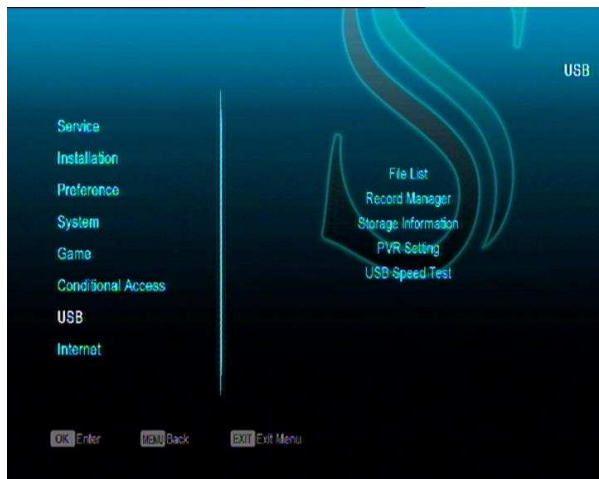 USB
Service
Installation
Preference
System
Game
Conditional Access
USB
Internet
File List
Record Manager
Storage Information
PVR Setting
USB Speed Test
OK Enter
MENU Back
EXIT Exit Menu